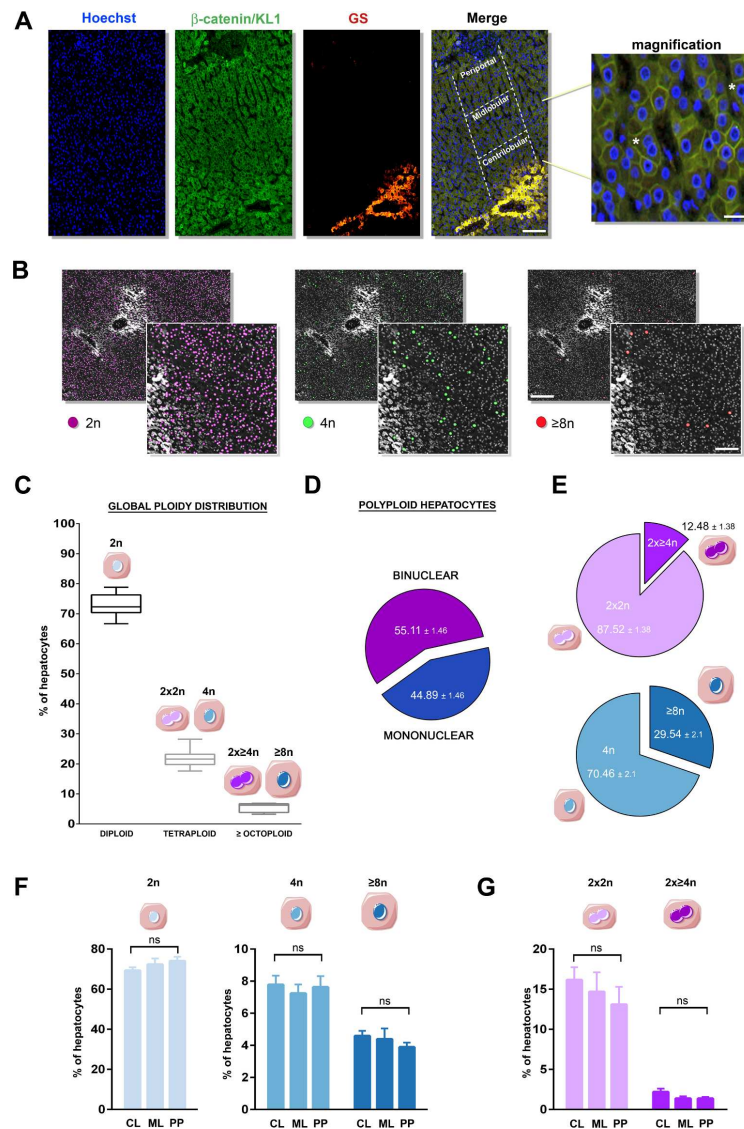 A
Hoechst
β-catenin/KL1
GS
Merge
magnification
Periportal
Midlobular
Centrilobular
*
*
B
2n
4n
≥8n
C
GLOBAL PLOIDY DISTRIBUTION
% of hepatocytes
100
90
80
70
60
50
40
30
20
10
0
2n
2x2n
4n
2x≥4n
≥8n
DIPLOID
TETRAPLOID
≥ OCTOPLOID
D
POLYPLOID HEPATOCYTES
BINUCLEAR
55.11 ± 1.46
44.89 ± 1.46
MONONUCLEAR
E
2x≥4n
12.48 ± 1.38
2x2n
87.52 ± 1.38
≥8n
29.54 ± 2.1
4n
70.46 ± 2.1
F
2n
ns
% of hepatocytes
80
60
40
20
0
CL ML PP
4n
≥8n
ns
ns
% of hepatocytes
10
8
6
4
2
0
CL ML PP
CL ML PP
G
2x2n
2x≥4n
ns
ns
% of hepatocytes
20
15
10
5
0
CL ML PP
CL ML PP